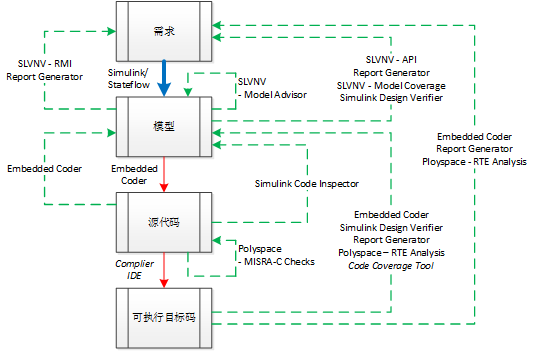 需求
SLVNV - RMI
Report Generator
Simulink/
Stateflow
SLVNV
- Model Advisor
SLVNV - API
Report Generator
SLVNV - Model Coverage
Simulink Design Verifier
模型
Embedded Coder
Report Generator
Ployspace - RTE Analysis
Embedded Coder
Embedded
Coder
Simulink Code Inspector
源代码
Embedded Coder
Simulink Design Verifier
Report Generator
Polyspace – RTE Analysis
Code Coverage Tool
Polyspace
- MISRA-C Checks
Complier
IDE
可执行目标码